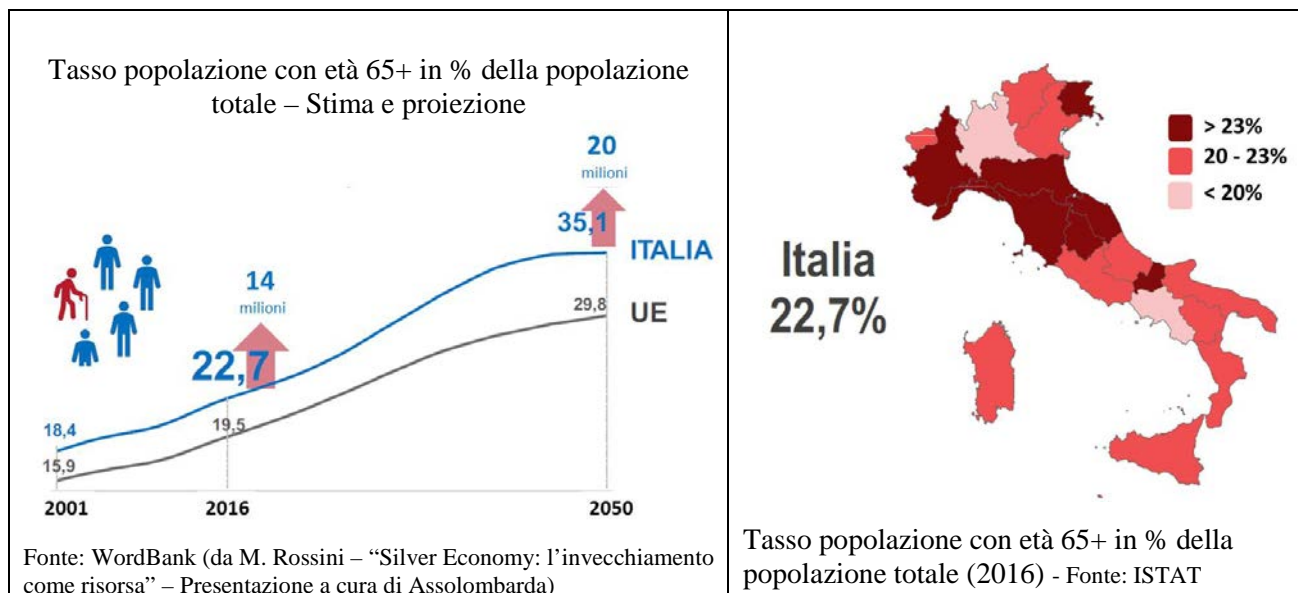 Tasso popolazione con età 65+ in % della popolazione
totale – Stima e proiezione
20
milioni
35,1
ITALIA
14
milioni
29,8
UE
22,7
18,4
19,5
15,9
2001
2016
2050
Fonte: WordBank (da M. Rossini – “Silver Economy: l’invecchiamento
come risorsa” – Presentazione a cura di Assolombarda)
> 23%
20 - 23%
< 20%
Italia
22,7%
Tasso popolazione con età 65+ in % della
popolazione totale (2016) - Fonte: ISTAT